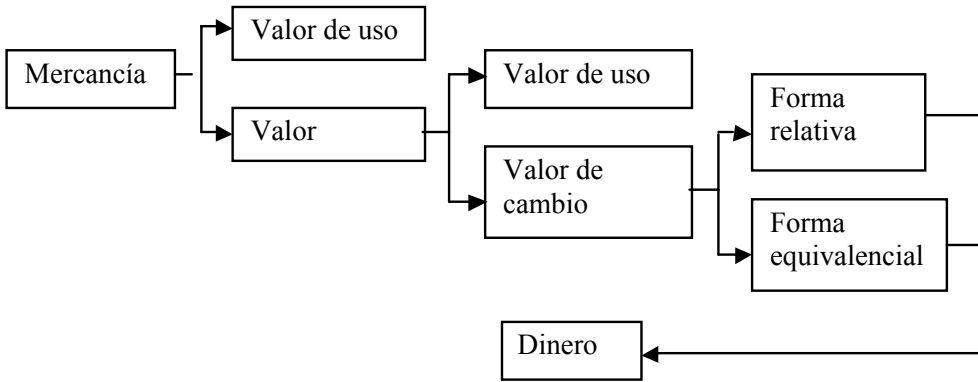 Mercancía
Valor de uso
Valor
Valor de uso
Valor de
cambio
Forma
relativa
Forma
equivalencial
Dinero